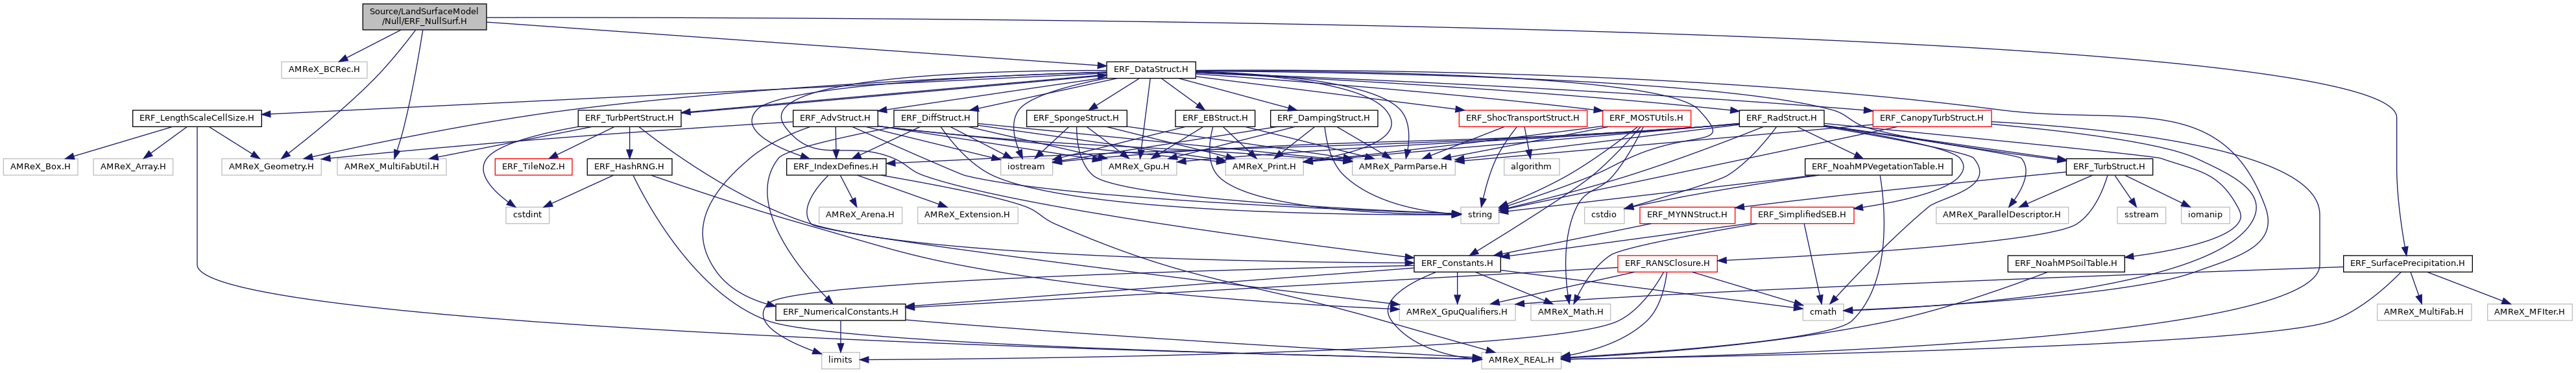 Source/LandSurfaceModel
/Null/ERF_NullSurf.H
AMReX_BCRec.H
ERF_DataStruct.H
ERF_LengthScaleCellSize.H
ERF_TurbPertStruct.H
ERF_AdvStruct.H
ERF_DiffStruct.H
ERF_SpongeStruct.H
ERF_EBStruct.H
ERF_DampingStruct.H
ERF_ShocTransportStruct.H
ERF_MOSTUtils.H
ERF_RadStruct.H
ERF_CanopyTurbStruct.H
AMReX_Box.H
AMReX_Array.H
AMReX_Geometry.H
AMReX_MultiFabUtil.H
ERF_TileNoZ.H
ERF_HashRNG.H
ERF_IndexDefines.H
iostream
AMReX_Gpu.H
AMReX_Print.H
AMReX_ParmParse.H
algorithm
ERF_NoahMPVegetationTable.H
ERF_TurbStruct.H
cstdint
AMReX_Arena.H
AMReX_Extension.H
string
cstdio
ERF_MYNNStruct.H
ERF_SimplifiedSEB.H
AMReX_ParallelDescriptor.H
sstream
iomanip
ERF_Constants.H
ERF_RANSClosure.H
ERF_NoahMPSoilTable.H
ERF_SurfacePrecipitation.H
ERF_NumericalConstants.H
AMReX_GpuQualifiers.H
AMReX_Math.H
cmath
AMReX_MultiFab.H
AMReX_MFIter.H
limits
AMReX_REAL.H